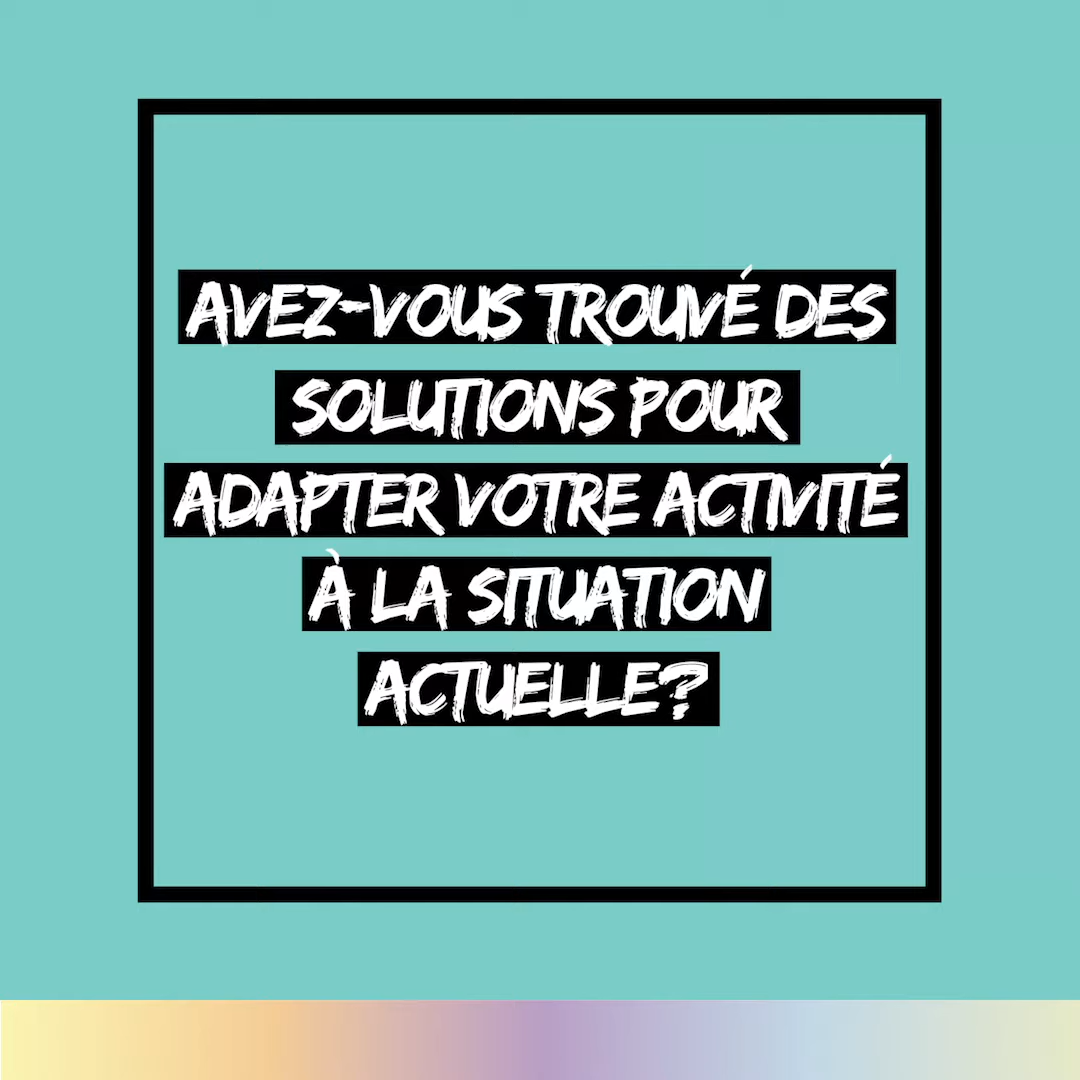 AVEZ-VOUS TROUVÉ DES
SOLUTIONS POUR
ADAPTER VOTRE ACTIVITÉ
À LA SITUATION
ACTUELLE?